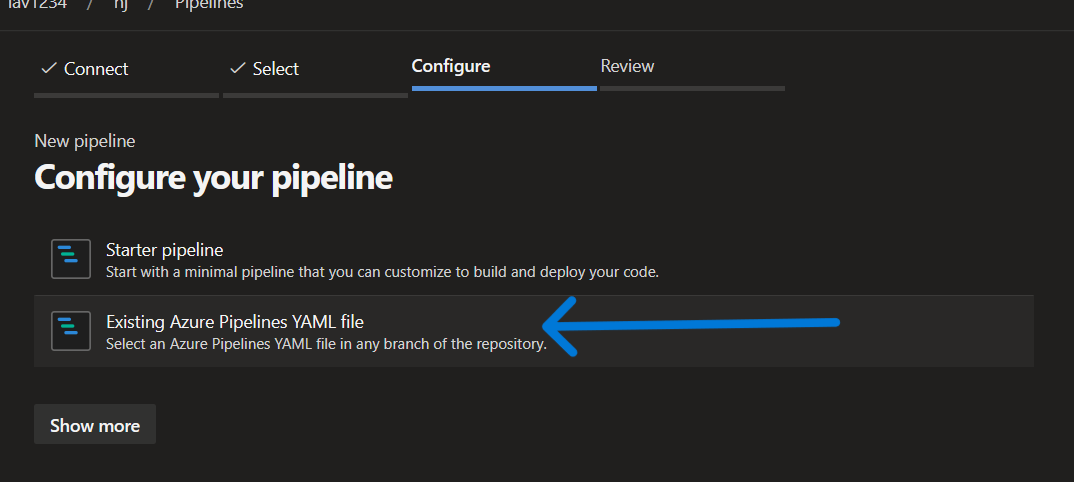 lav1234 / nj / Pipelines
Connect Select Configure Review
New pipeline
Configure your pipeline
Starter pipeline
Start with a minimal pipeline that you can customize to build and deploy your code.
Existing Azure Pipelines YAML file
Select an Azure Pipelines YAML file in any branch of the repository.
Show more